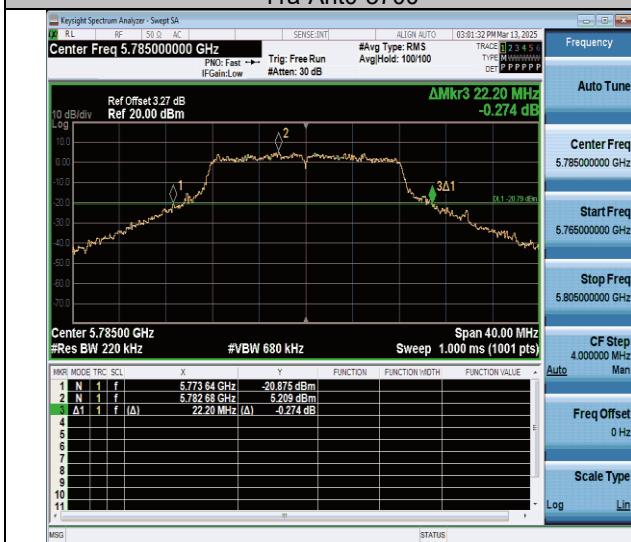 Keysight Spectrum Analyzer - Swept SA
RL RF 50 Ω AC SENSE:INT ALIGN AUTO 03:01:32 PM Mar 13, 2025
Center Freq 5.785000000 GHz
PNO: Fast
IFGain:Low
Trig: Free Run
#Atten: 30 dB
#Avg Type: RMS
Avg|Hold: 100/100
TRACE 1 2 3 4 5 6
TYPE M WWWWW
DET P P P P P P
Frequency
Auto Tune
Center Freq
5.785000000 GHz
Start Freq
5.765000000 GHz
Stop Freq
5.805000000 GHz
CF Step
4.000000 MHz
Auto Man
Freq Offset
0 Hz
Scale Type
Log Lin
Ref Offset 3.27 dB
10 dB/div Ref 20.00 dBm
Log
ΔMkr3 22.20 MHz
-0.274 dB
10.0
0.00
-10.0
-20.0
-30.0
-40.0
-50.0
-60.0
-70.0
1
2
3Δ1
DL1 -20.79 dBm
Center 5.78500 GHz Span 40.00 MHz
#Res BW 220 kHz #VBW 680 kHz Sweep 1.000 ms (1001 pts)
MKR MODE TRC SCL X Y FUNCTION FUNCTION WIDTH FUNCTION VALUE
1 N 1 f 5.773 64 GHz -20.875 dBm
2 N 1 f 5.782 68 GHz 5.209 dBm
3 Δ1 1 f (Δ) 22.20 MHz (Δ) -0.274 dB
4
5
6
7
8
9
10
11
MSG STATUS